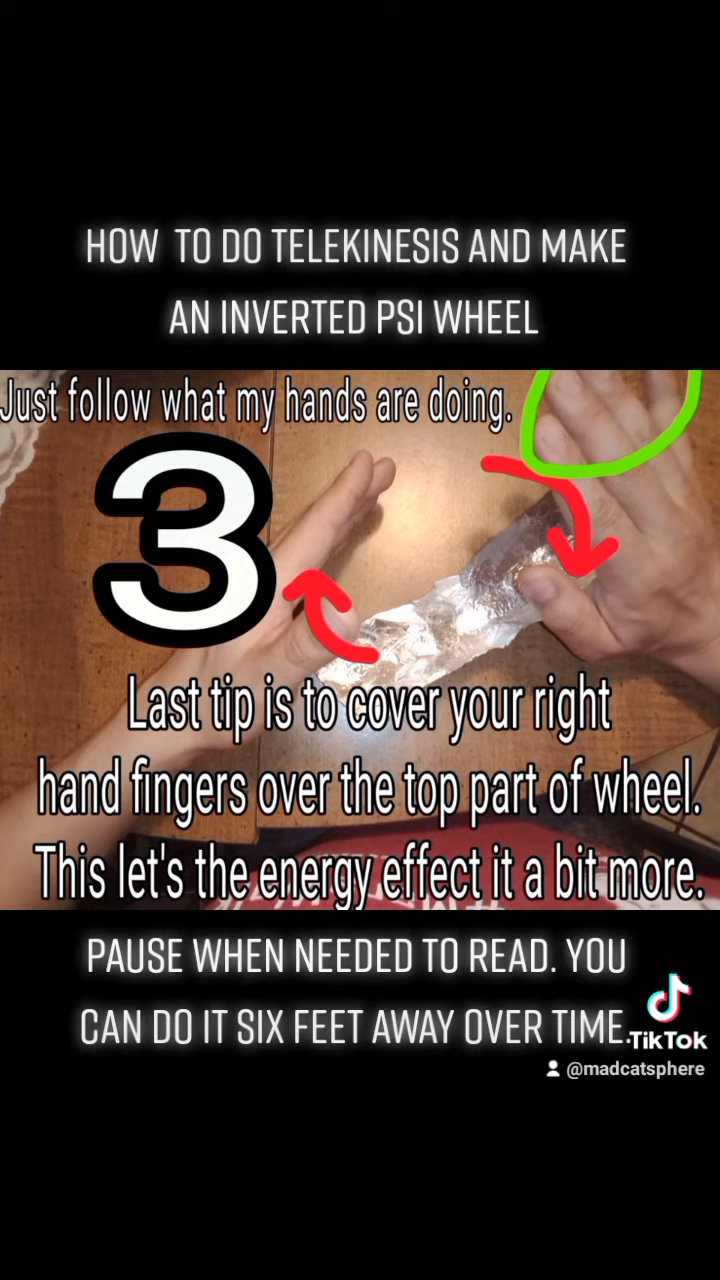 HOW TO DO TELEKINESIS AND MAKE
AN INVERTED PSI WHEEL
Just follow what my hands are doing.
3
Last tip is to cover your right
hand fingers over the top part of wheel.
This let's the energy effect it a bit more.
PAUSE WHEN NEEDED TO READ. YOU
CAN DO IT SIX FEET AWAY OVER TIME.
TikTok
@madcatsphere